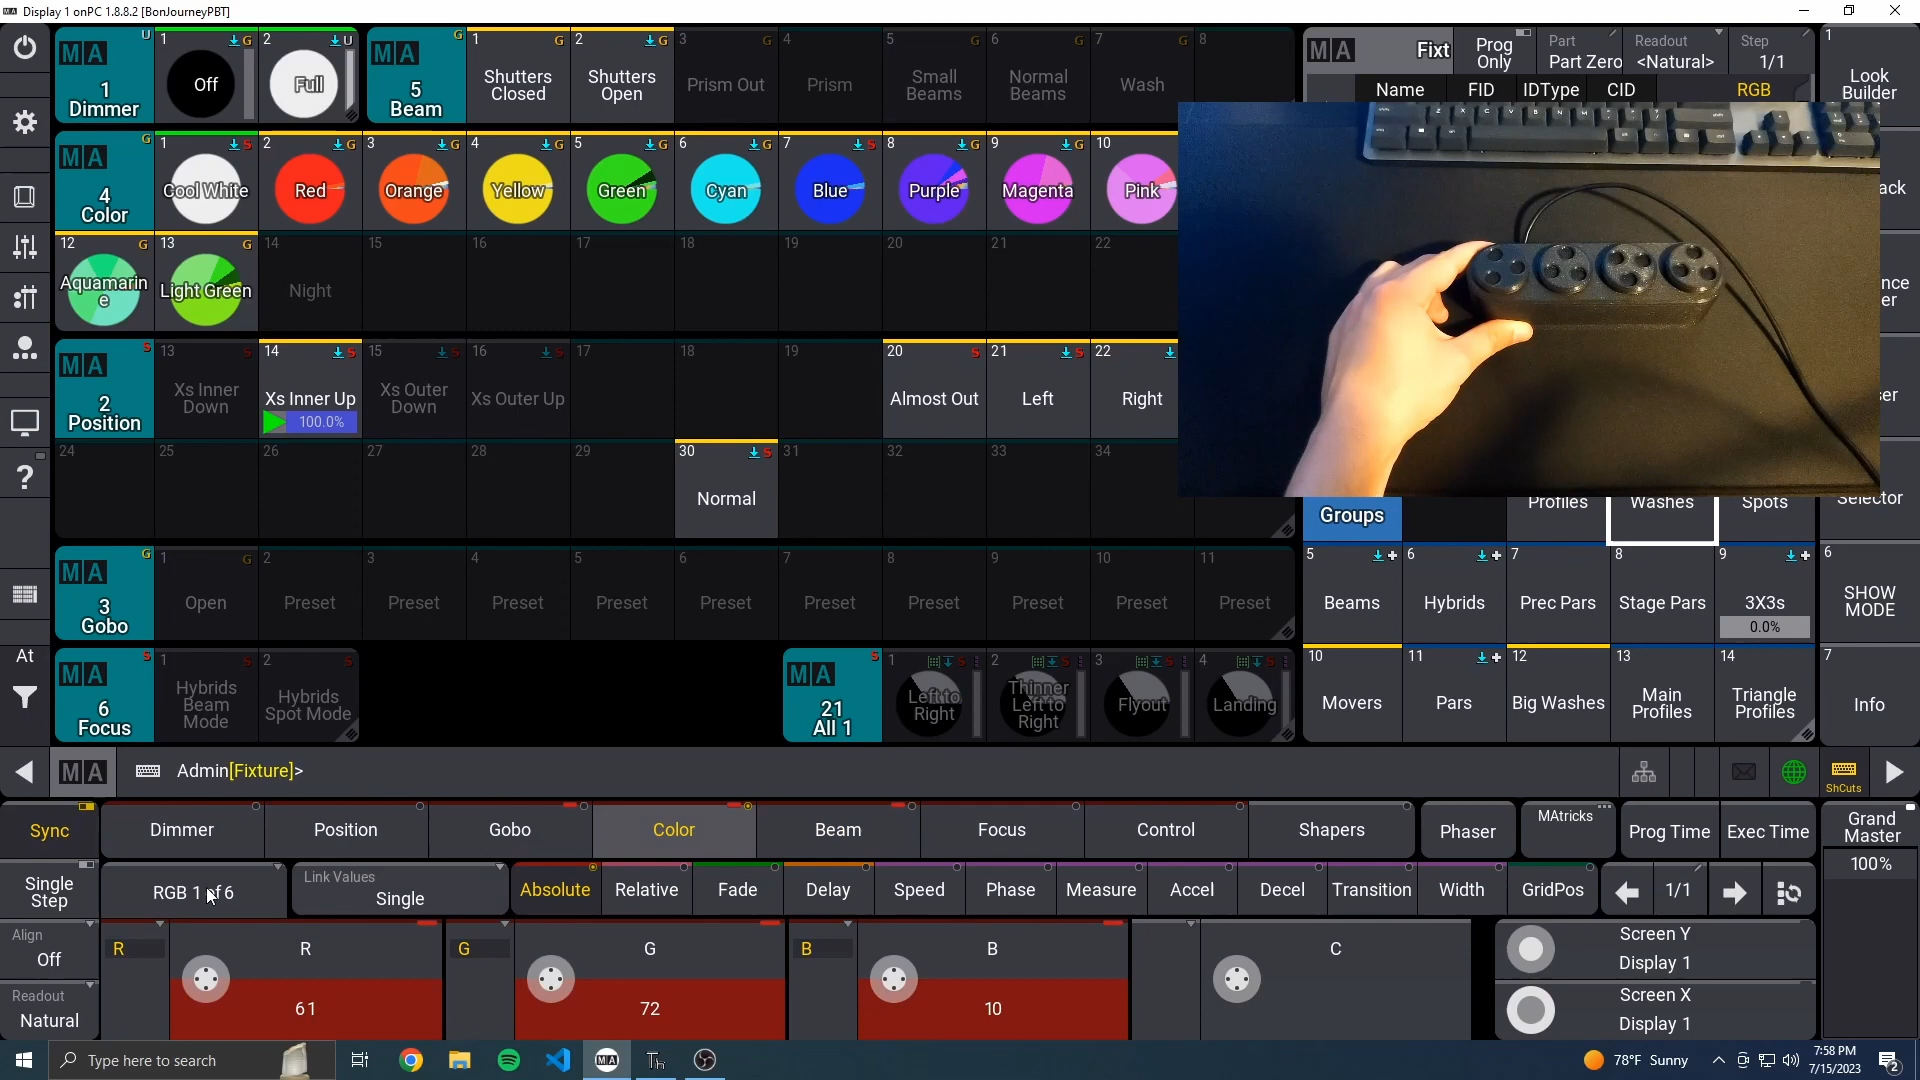 Display 1 onPC 1.8.8.2 [BonJourneyPBT]
MA U 1 Dimmer
1 G Off
2 U Full
MA G 5 Beam
1 G Shutters Closed
2 G Shutters Open
3 G Prism Out
4 Prism
5 G Small Beams
6 G Normal Beams
7 G Wash
8
MA G 4 Color
1 S Cool White
2 G Red
3 G Orange
4 G Yellow
5 G Green
6 G Cyan
7 S Blue
8 G Purple
9 G Magenta
10 Pink
12 G Aquamarin
e
13 G Light Green
14 Night
15
16
17
18
19
20
21
22
MA S 2 Position
13 S Xs Inner Down
14 S Xs Inner Up 100.0%
15 S Xs Outer Down
16 S Xs Outer Up
17
18
19
20 S Almost Out
21 S Left
22 Right
24
25
26
27
28
29
30 S Normal
31
32
33
34
MA G 3 Gobo
1 G Open
2 Preset
3 Preset
4 Preset
5 Preset
6 Preset
7 Preset
8 Preset
9 Preset
10 Preset
11 Preset
MA S 6 Focus
1 S Hybrids Beam Mode
2 S Hybrids Spot Mode
MA S 21 All 1
1 S Left to Right
2 S Thinner Left to Right
3 S Flyout
4 S Landing
MA Fixt
Prog Only
Part
Part Zero
Readout
<Natural>
Step
1/1
Name FID IDType CID RGB
1 Look Builder
Groups
Profiles
Washes
Spots
Selector
5 Beams
6 Hybrids
7 Prec Pars
8 Stage Pars
9 3X3s 0.0%
6 SHOW MODE
10 Movers
11 Pars
12 Big Washes
13 Main Profiles
14 Triangle Profiles
7 Info
At
MA Admin[Fixture]>
ShCuts
Sync
Dimmer Position Gobo Color Beam Focus Control Shapers Phaser MAtricks Prog Time Exec Time
Grand Master
100%
Single Step
RGB 1 of 6
Link Values
Single
Absolute Relative Fade Delay Speed Phase Measure Accel Decel Transition Width GridPos 1/1
Align
Off
Readout
Natural
R R 61
G G 72
B B 10
C
Screen Y
Display 1
Screen X
Display 1
Type here to search
MA
Th
78°F Sunny
7:58 PM
7/15/2023
2